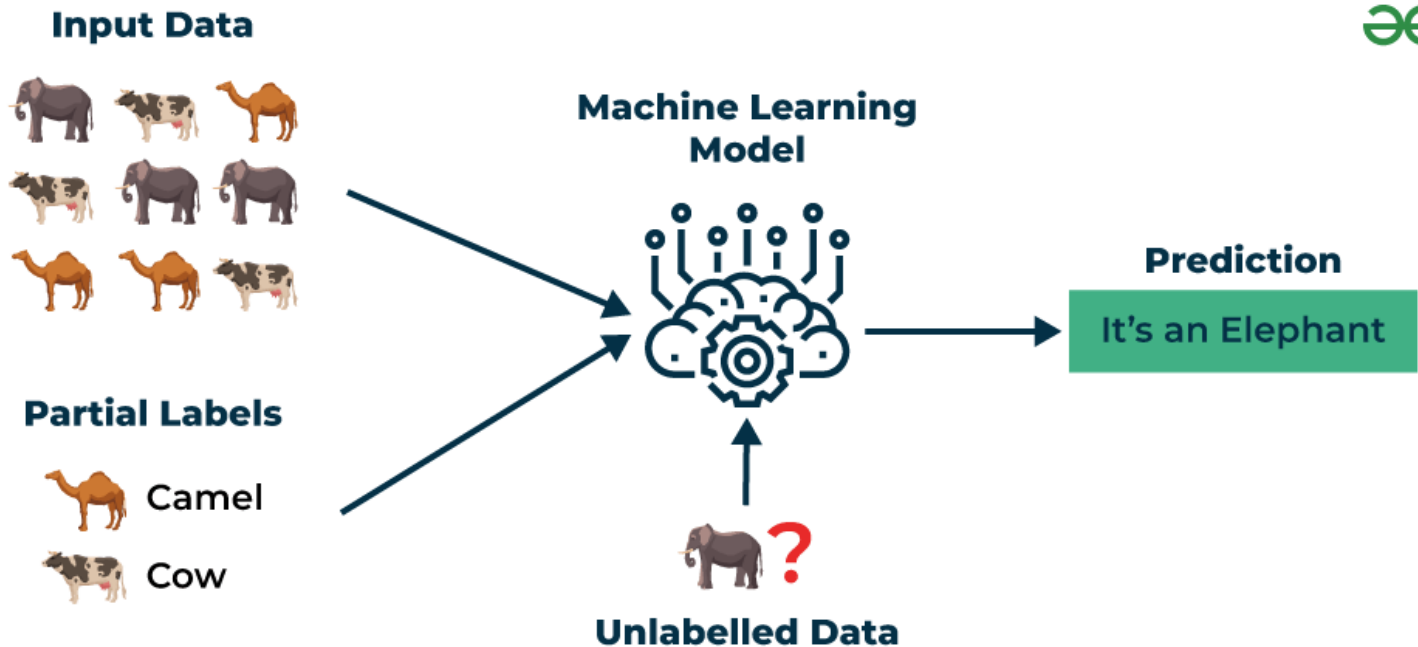 Input Data
Machine Learning
Model
Prediction
It's an Elephant
Partial Labels
Camel
Cow
?
Unlabelled Data